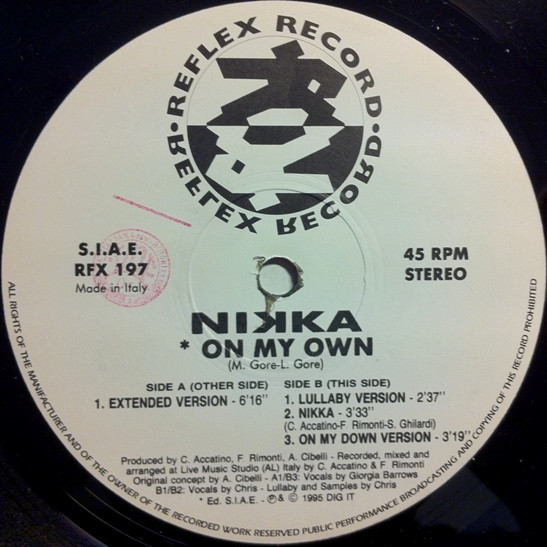 • REFLEX RECORD •
REFLEX RECORD
S.I.A.E.
RFX 197
Made in Italy
45 RPM
STEREO
NIKKA
* ON MY OWN
(M. Gore-L. Gore)
SIDE A (OTHER SIDE)
1. EXTENDED VERSION - 6'16"
SIDE B (THIS SIDE)
1. LULLABY VERSION - 2'37"
2. NIKKA - 3'33"
(C. Accatino-F. Rimonti-S. Ghilardi)
3. ON MY DOWN VERSION - 3'19"
Produced by C. Accatino, F. Rimonti, A. Cibelli - Recorded, mixed and
arranged at Live Music Studio (AL) Italy by C. Accatino & F. Rimonti
Original concept by A. Cibelli - A1/B3: Vocals by Giorgia Barrows
B1/B2: Vocals by Chris - Lullaby and Samples by Chris
* Ed. S.I.A.E. - ℗ & © 1995 DIG IT
ALL RIGHTS OF THE MANIFACTURER AND OF THE OWNER OF THE RECORDED WORK RESERVED PUBLIC PERFORMANCE BROADCASTING AND COPYING OF THIS RECORD PROHIBITED